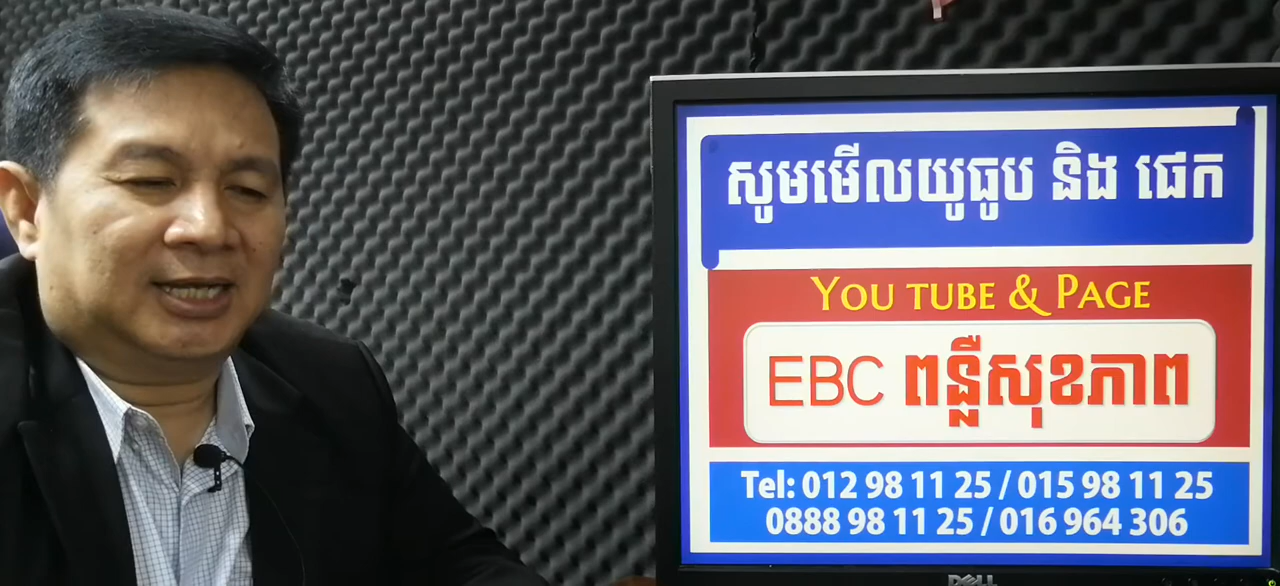 សូមមើលយូធូប និង ផេក
YOU TUBE & PAGE
EBC ពន្លឺសុខភាព
Tel: 012 98 11 25 / 015 98 11 25
0888 98 11 25 / 016 964 306
DELL